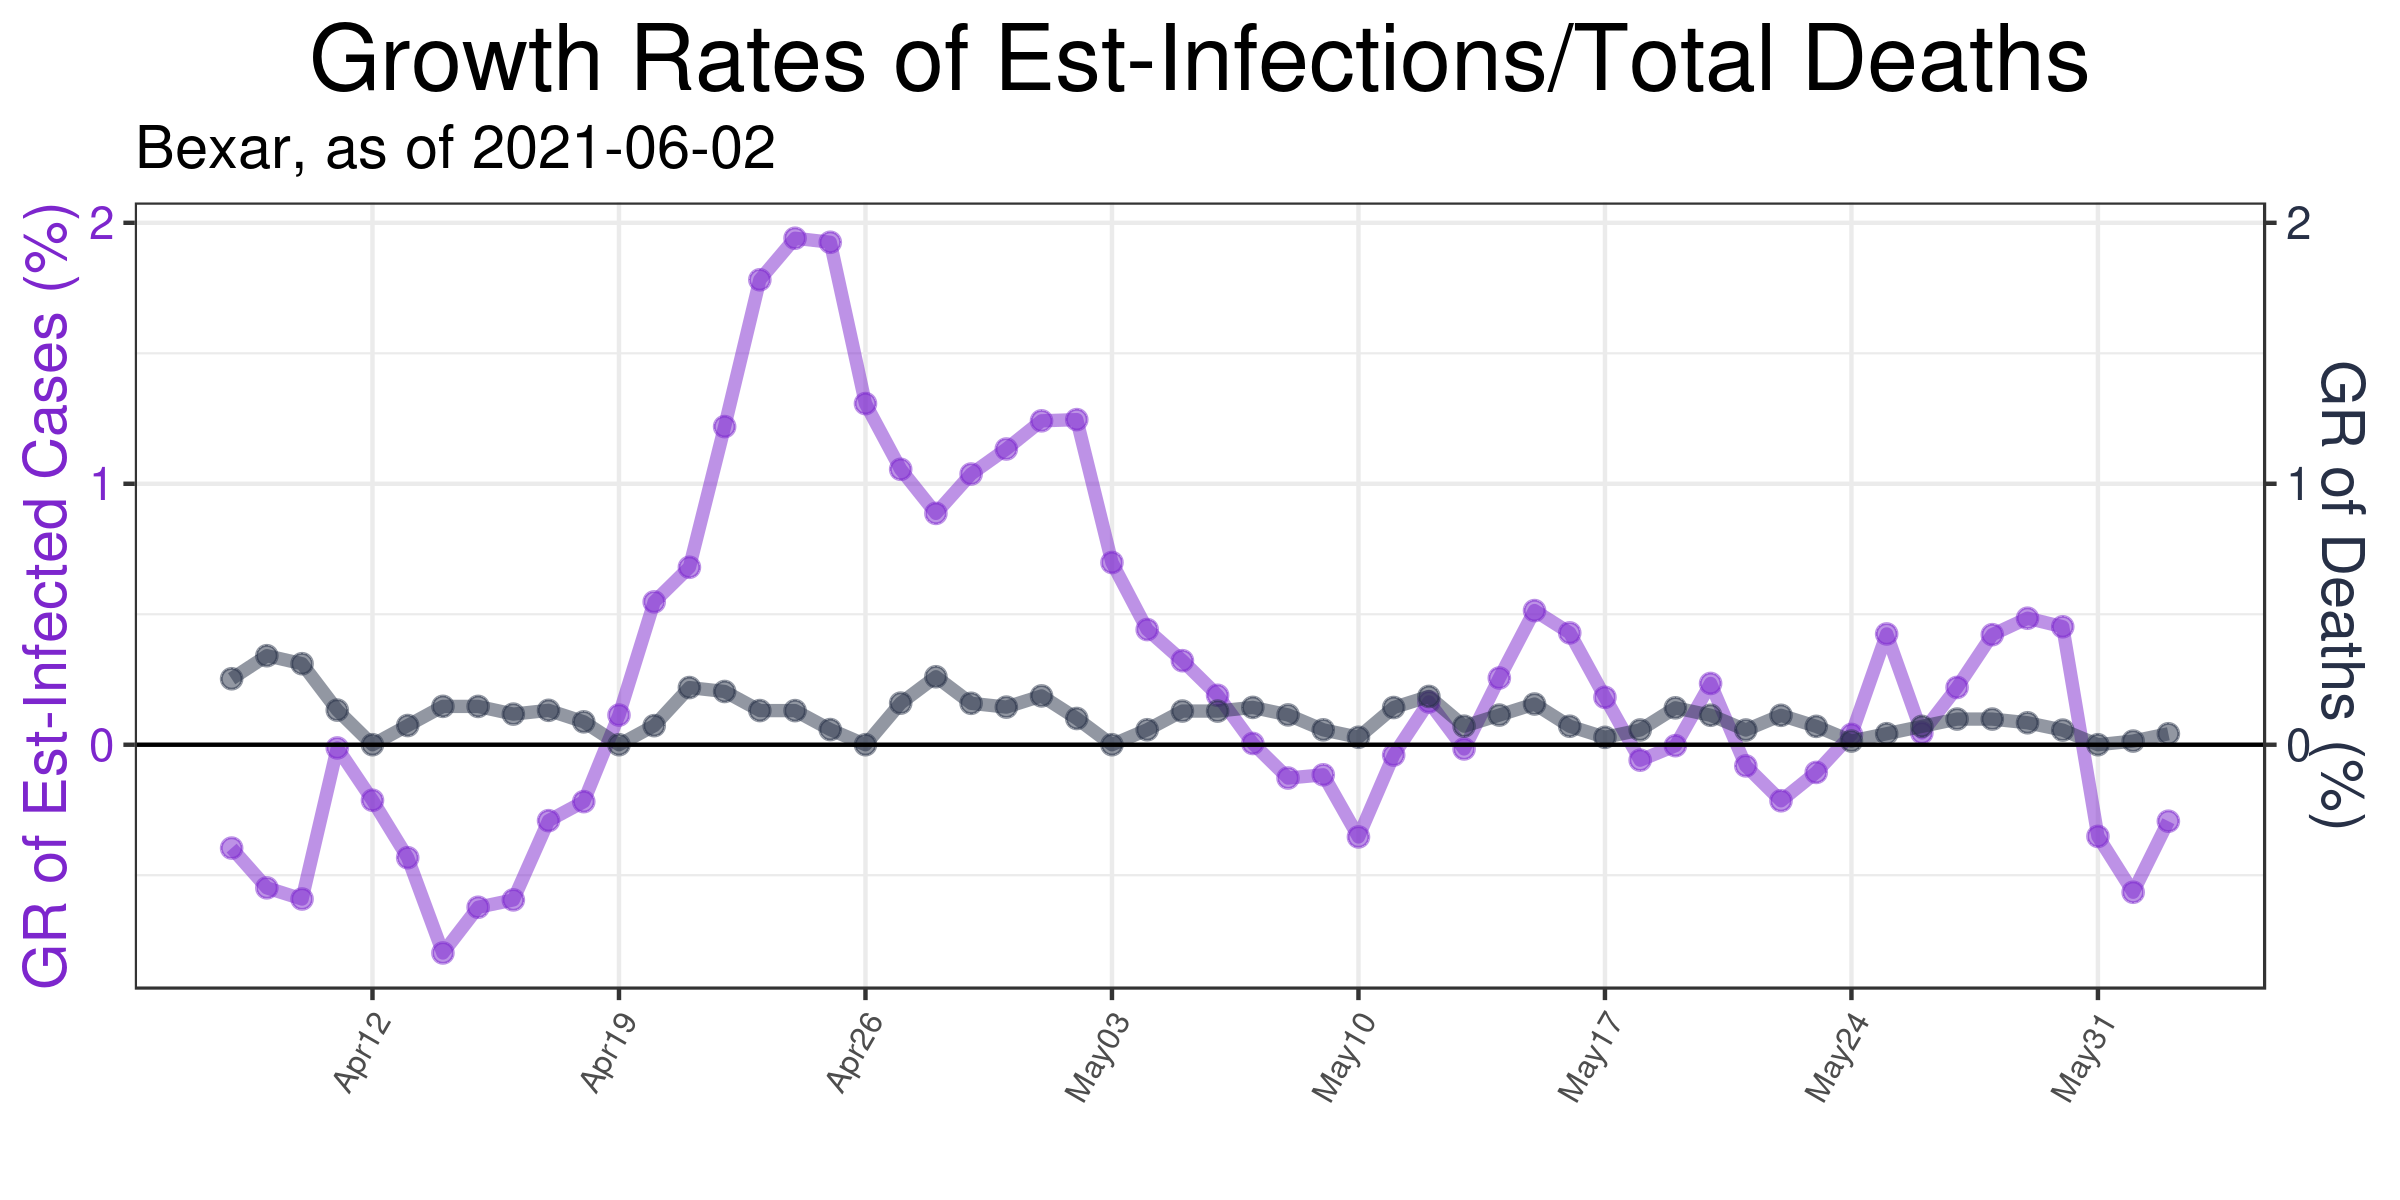 Growth Rates of Est-Infections/Total Deaths
Bexar, as of 2021-06-02
GR of Est-Infected Cases (%)
2
1
0
2
1
0
GR of Deaths (%)
Apr12
Apr19
Apr26
May03
May10
May17
May24
May31